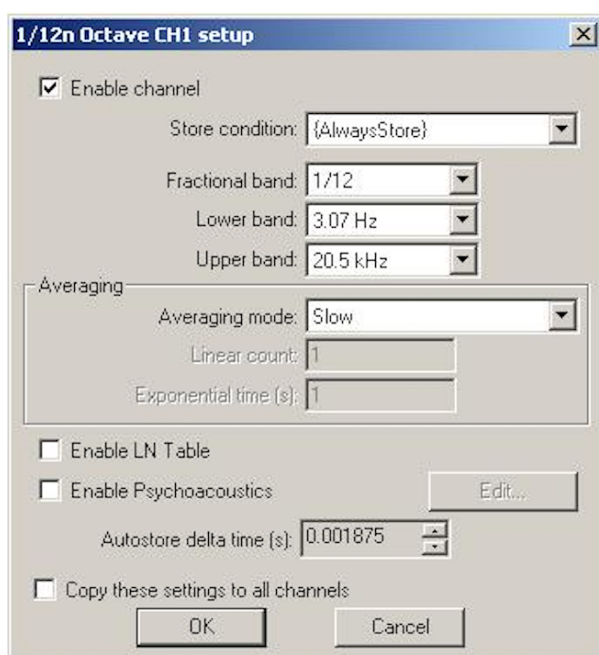 1/12n Octave CH1 setup
Enable channel
Store condition: {AlwaysStore}
Fractional band: 1/12
Lower band: 3.07 Hz
Upper band: 20.5 kHz
Averaging
Averaging mode: Slow
Linear count: 1
Exponential time (s): 1
Enable LN Table
Enable Psychoacoustics Edit...
Autostore delta time (s): 0.001875
Copy these settings to all channels
OK Cancel